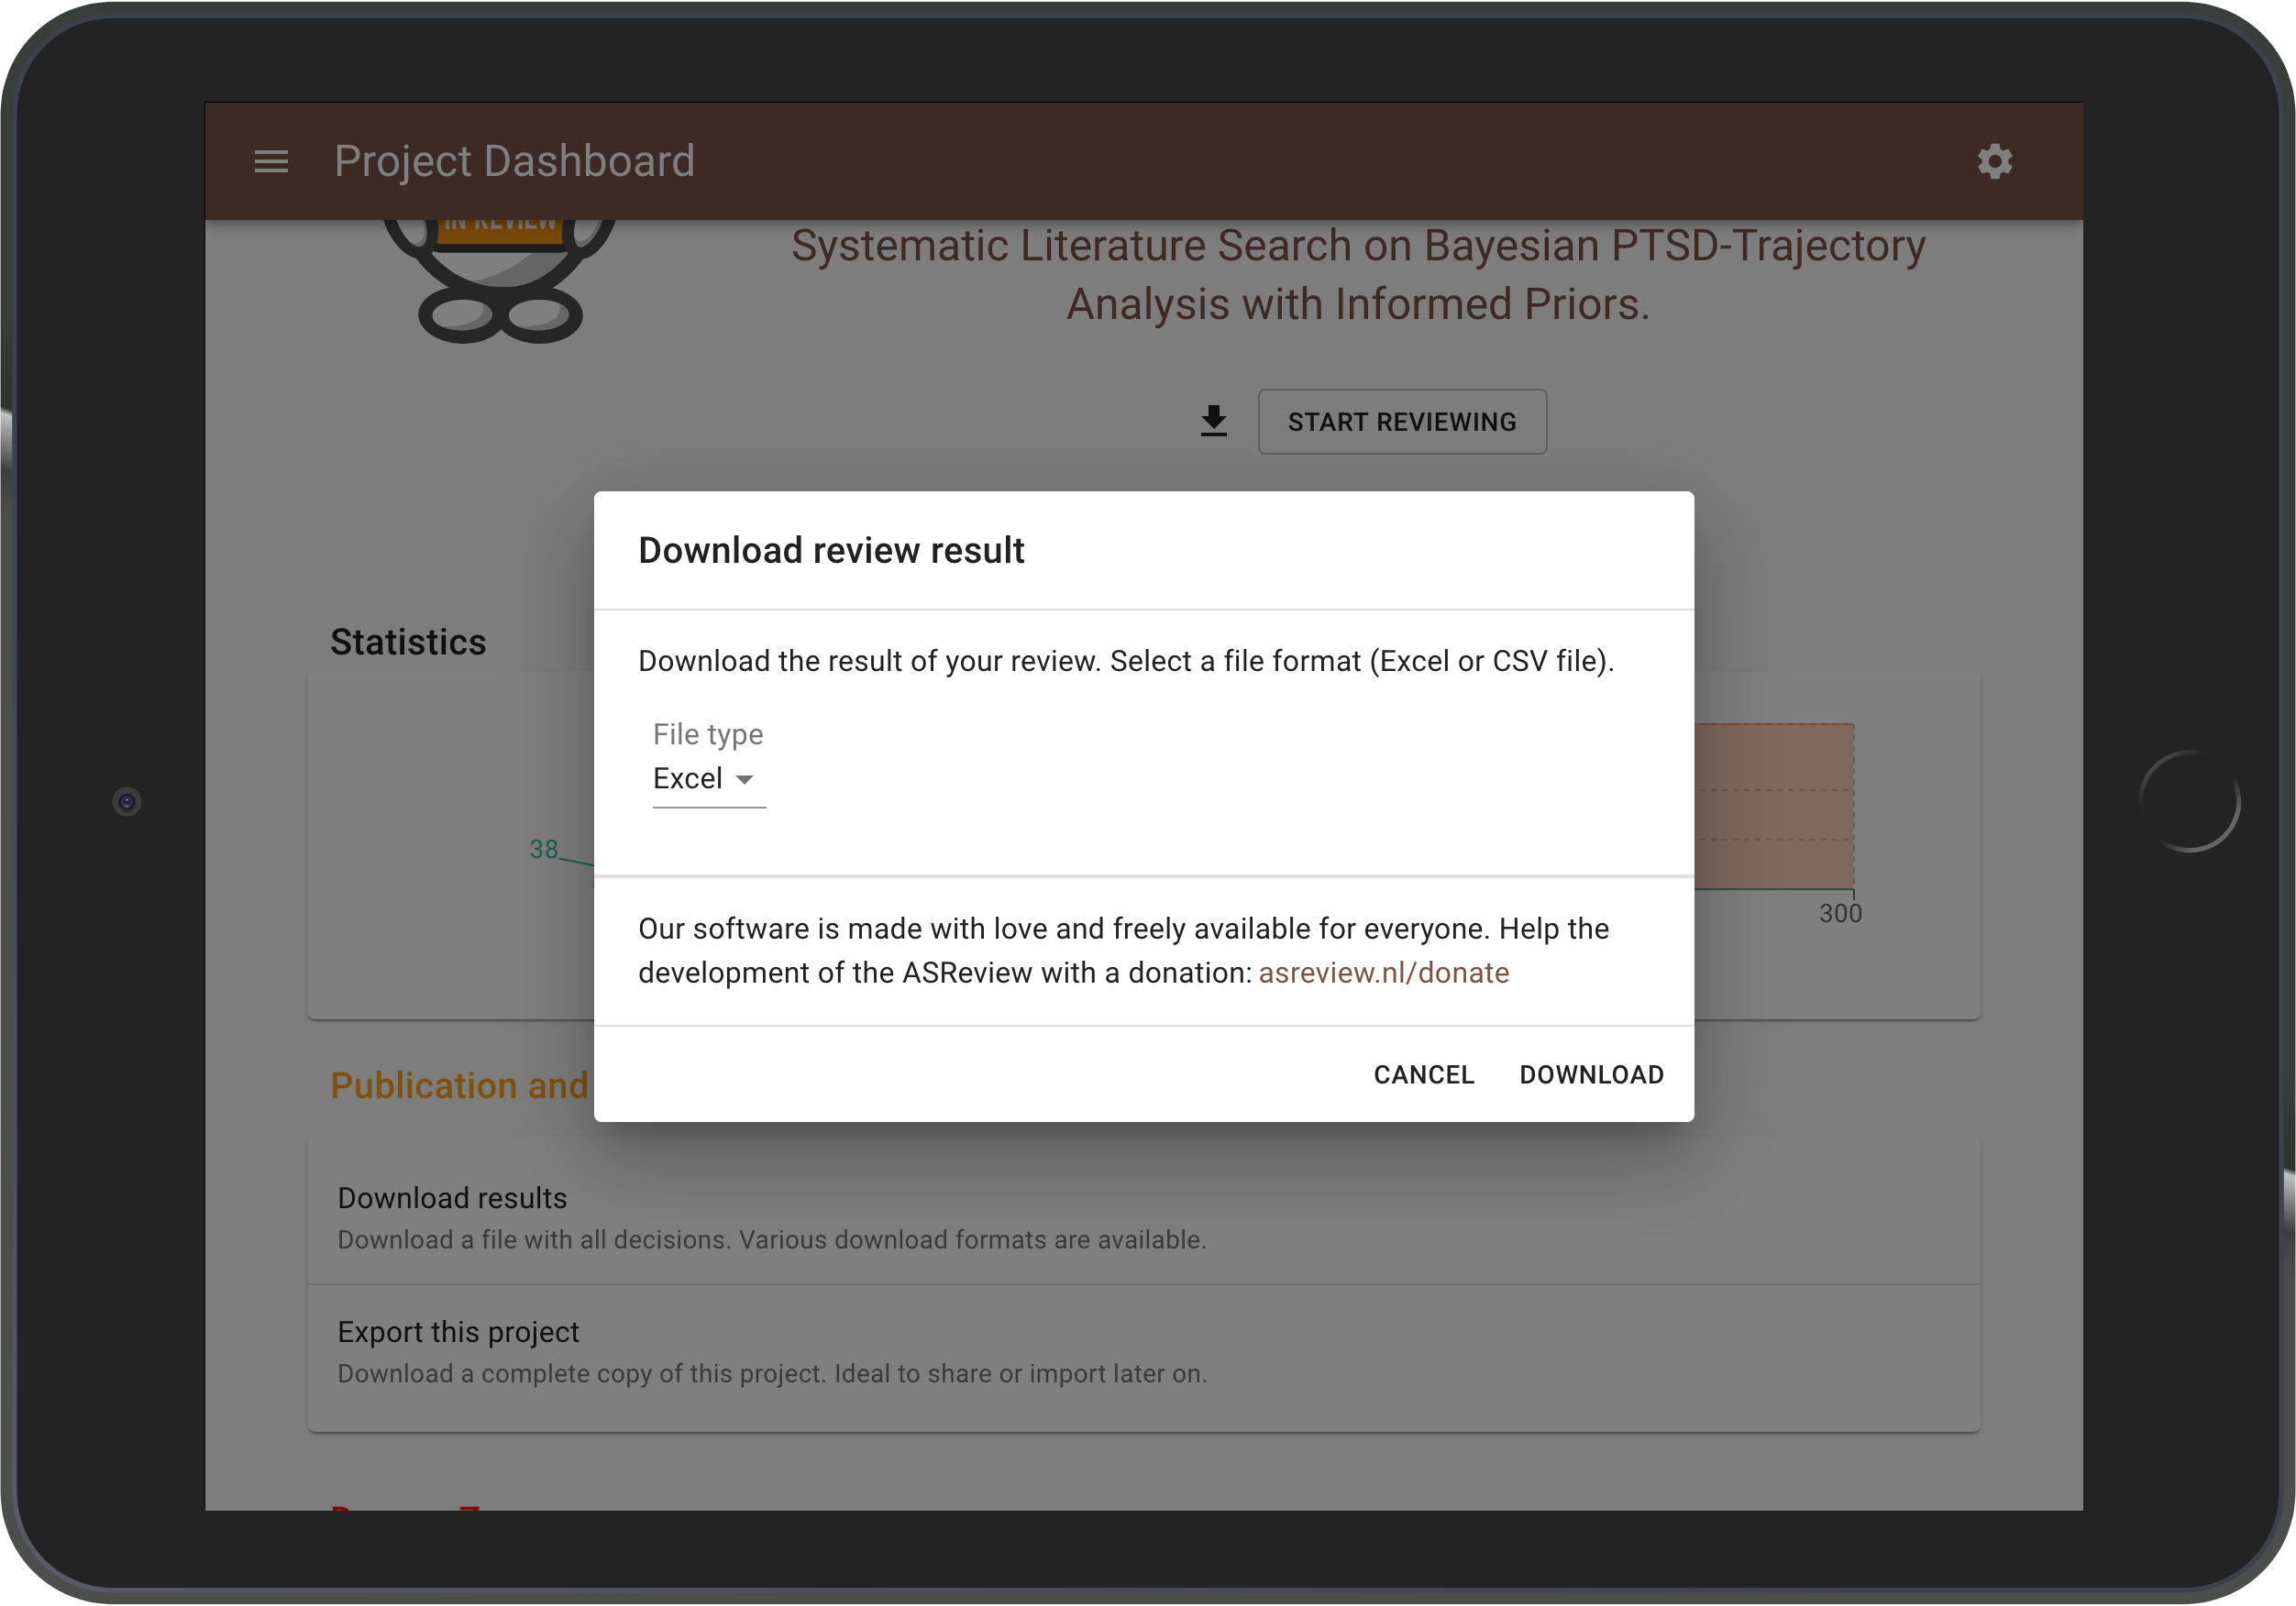 Project Dashboard
IN REVIEW
Systematic Literature Search on Bayesian PTSD-Trajectory
Analysis with Informed Priors.
START REVIEWING
Download review result
Statistics
Download the result of your review. Select a file format (Excel or CSV file).
File type
Excel
38
300
Our software is made with love and freely available for everyone. Help the
development of the ASReview with a donation: asreview.nl/donate
CANCEL DOWNLOAD
Publication and
Download results
Download a file with all decisions. Various download formats are available.
Export this project
Download a complete copy of this project. Ideal to share or import later on.